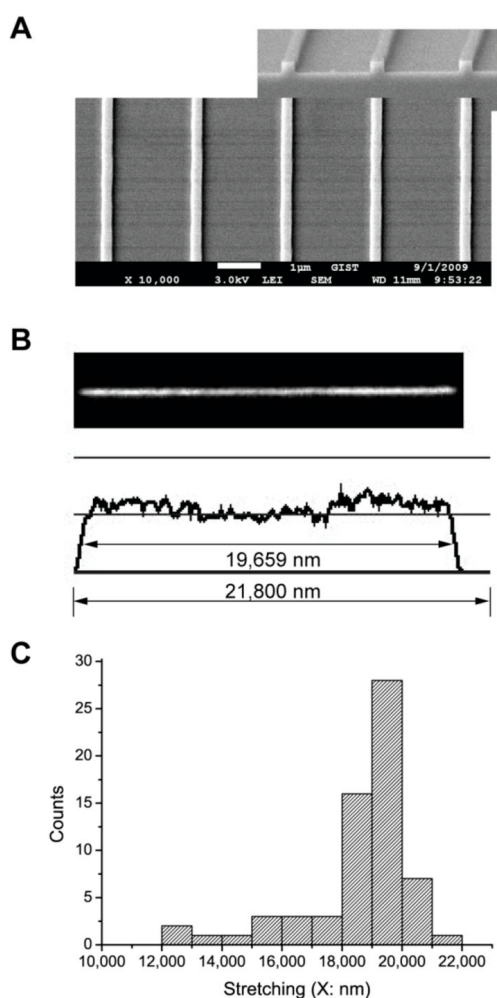 A
1µm GIST 9/1/2009
X 10,000 3.0kV LEI SEM WD 11mm 9:53:22
B
19,659 nm
21,800 nm
C
30
25
20
15
10
5
0
Counts
10,000 12,000 14,000 16,000 18,000 20,000 22,000
Stretching (X: nm)